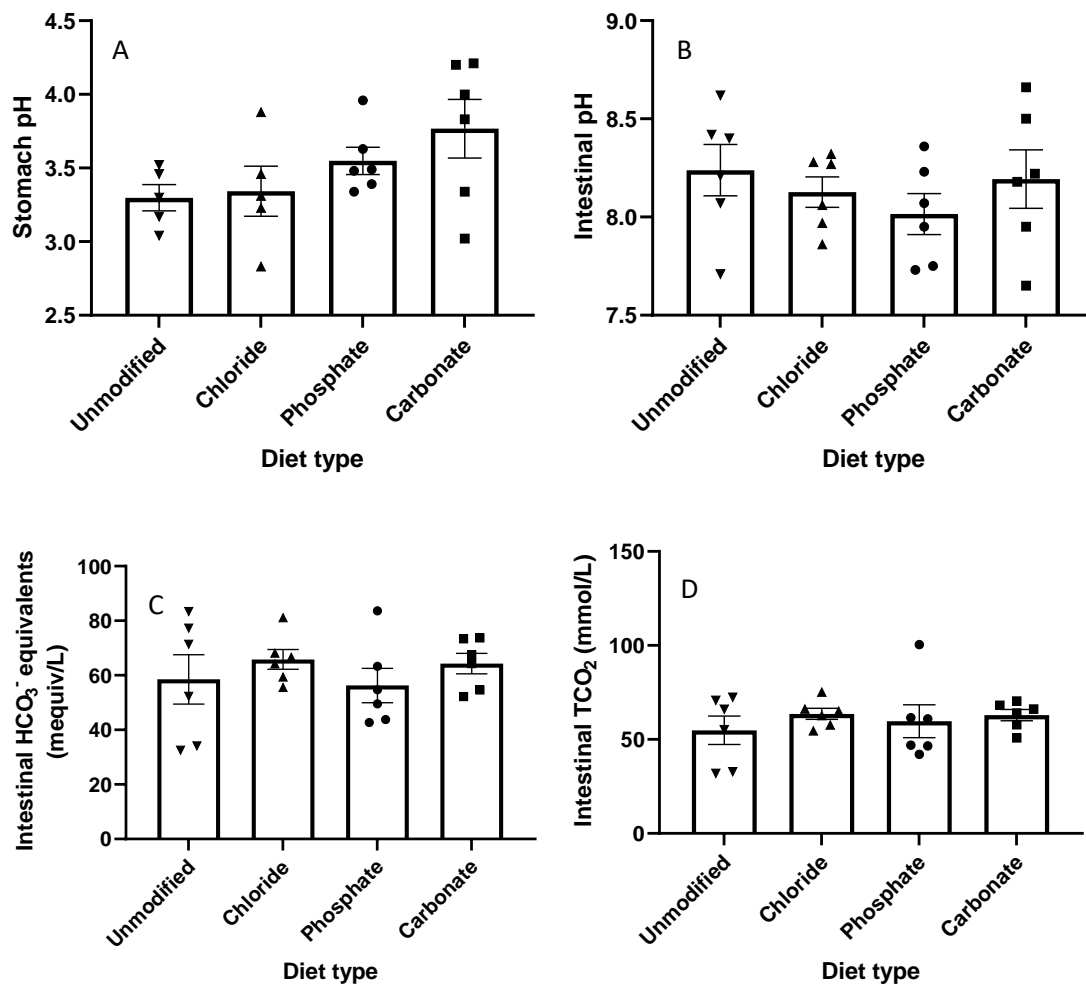 A
Stomach pH
4.5
4.0
3.5
3.0
2.5
Unmodified
Chloride
Phosphate
Carbonate
Diet type
B
Intestinal pH
9.0
8.5
8.0
7.5
Unmodified
Chloride
Phosphate
Carbonate
Diet type
C
Intestinal HCO₃⁻ equivalents
(mequiv/L)
100
80
60
40
20
0
Unmodified
Chloride
Phosphate
Carbonate
Diet type
D
Intestinal TCO₂ (mmol/L)
150
100
50
0
Unmodified
Chloride
Phosphate
Carbonate
Diet type